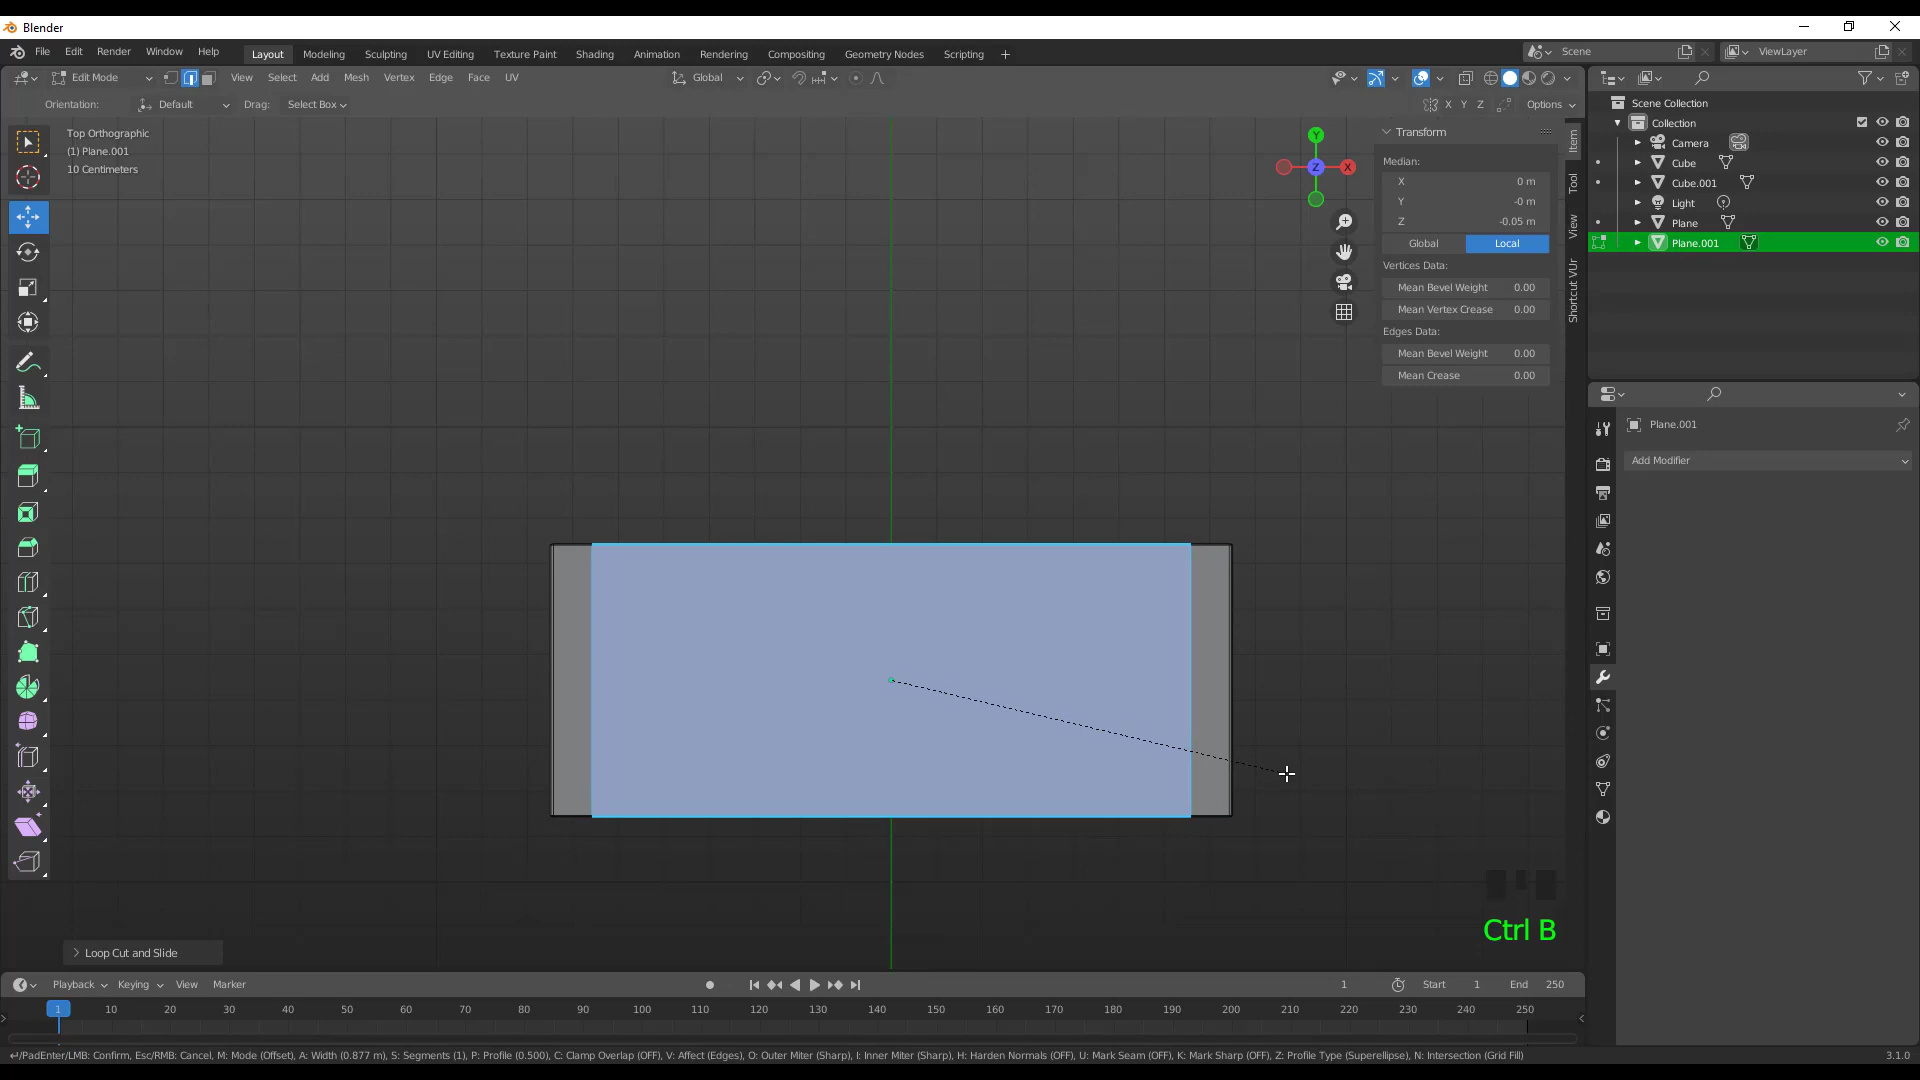 Blender
File Edit Render Window Help
Layout Modeling Sculpting UV Editing Texture Paint Shading Animation Rendering Compositing Geometry Nodes Scripting +
Scene
ViewLayer
Edit Mode View Select Add Mesh Vertex Edge Face UV Global
Orientation: Default Drag: Select Box
X Y Z Options
Top Orthographic
(1) Plane.001
10 Centimeters
Y
Z
X
Transform
Median:
X 0 m
Y -0 m
Z -0.05 m
Global Local
Vertices Data:
Mean Bevel Weight 0.00
Mean Vertex Crease 0.00
Edges Data:
Mean Bevel Weight 0.00
Mean Crease 0.00
Item
Tool
View
Shortcut VUr
Scene Collection
Collection
Camera
Cube
Cube.001
Light
Plane
Plane.001
Plane.001
Add Modifier
Ctrl B
Loop Cut and Slide
Playback Keying View Marker
1 Start 1 End 250
1 10 20 30 40 50 60 70 80 90 100 110 120 130 140 150 160 170 180 190 200 210 220 230 240 250
↵/PadEnter/LMB: Confirm, Esc/RMB: Cancel, M: Mode (Offset), A: Width (0.877 m), S: Segments (1), P: Profile (0.500), C: Clamp Overlap (OFF), V: Affect (Edges), O: Outer Miter (Sharp), I: Inner Miter (Sharp), H: Harden Normals (OFF), U: Mark Seam (OFF), K: Mark Sharp (OFF), Z: Profile Type (Superellipse), N: Intersection (Grid Fill)
3.1.0